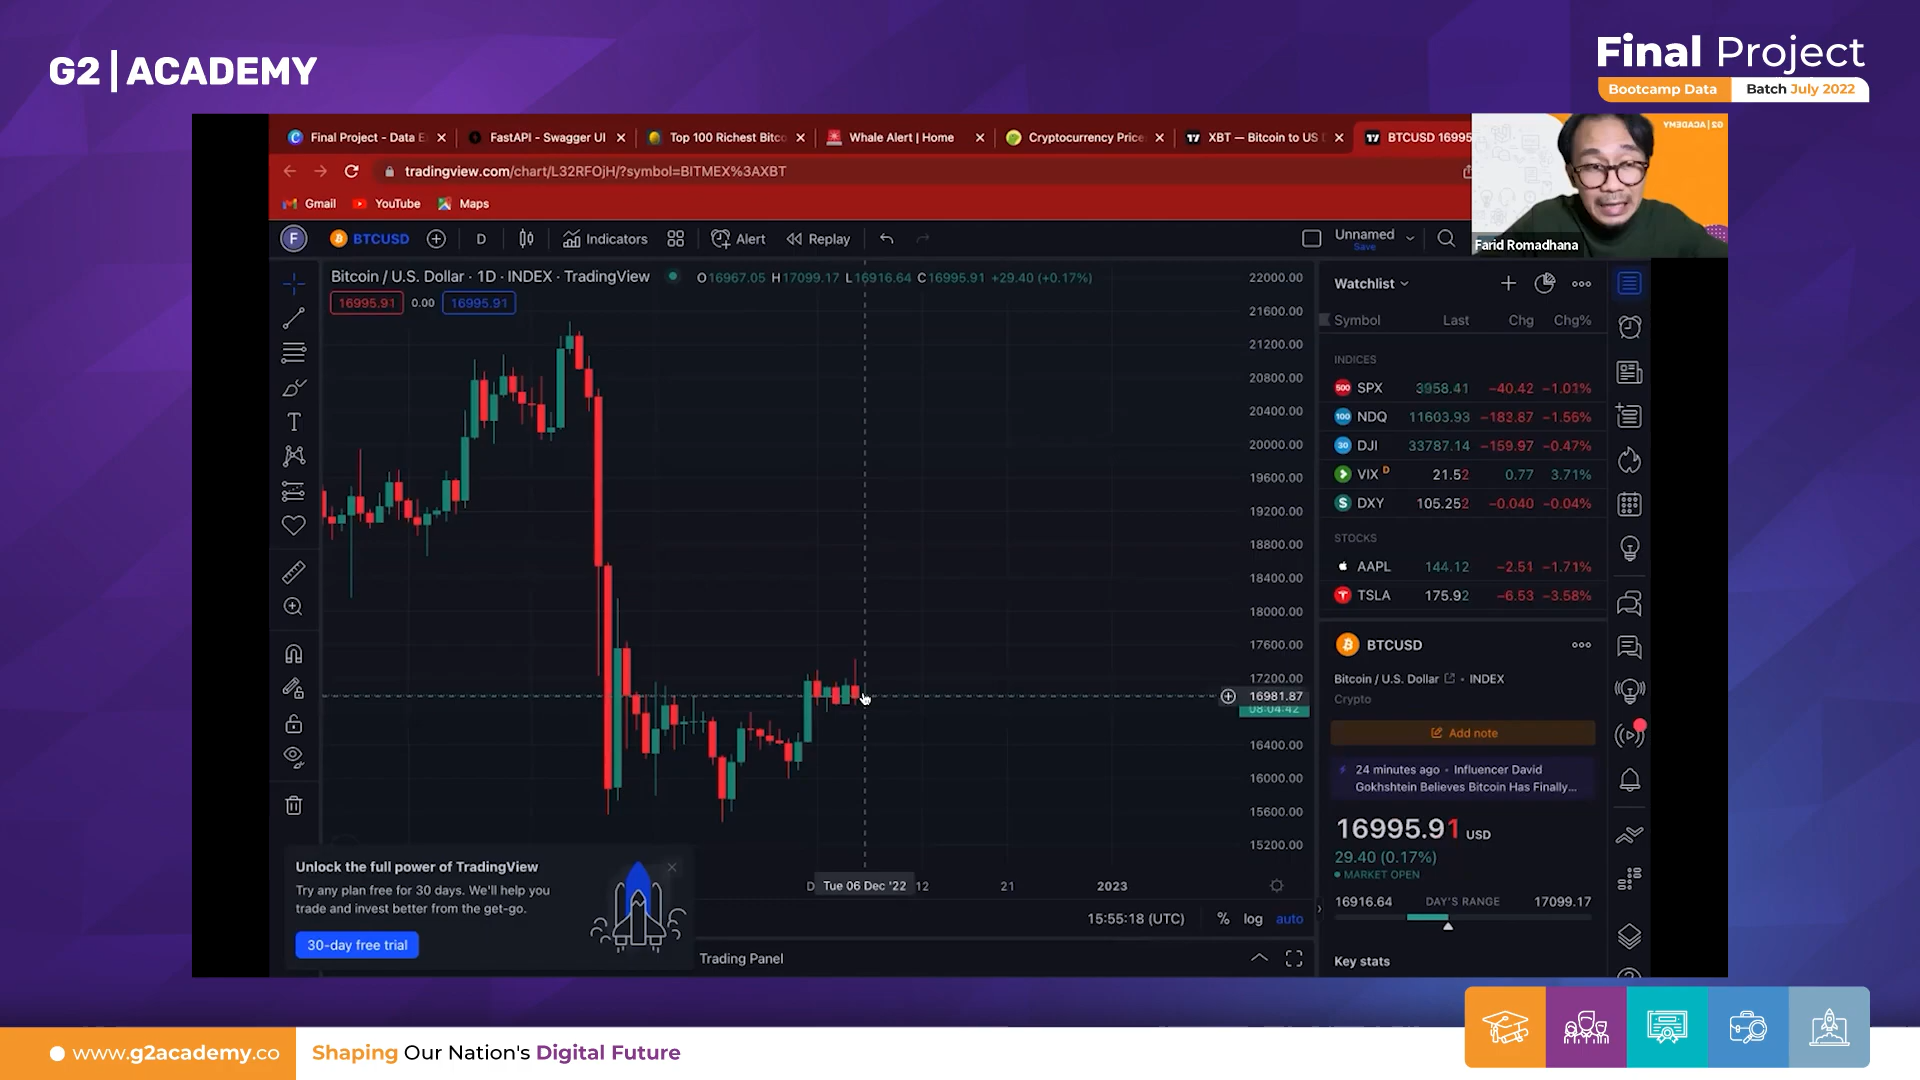 G2 | ACADEMY
Final Project
Bootcamp Data
Batch July 2022
Final Project - Data E
FastAPI - Swagger UI
Top 100 Richest Bitco
Whale Alert | Home
Cryptocurrency Price
XBT — Bitcoin to US D
BTCUSD 16995
tradingview.com/chart/L32RFOjH/?symbol=BITMEX%3AXBT
Gmail
YouTube
Maps
Farid Romadhana
F
BTCUSD
D
Indicators
Alert
Replay
Unnamed
Save
Bitcoin / U.S. Dollar · 1D · INDEX · TradingView
O16967.05 H17099.17 L16916.64 C16995.91 +29.40 (+0.17%)
16995.91 0.00 16995.91
22000.00
21600.00
21200.00
20800.00
20400.00
20000.00
19600.00
19200.00
18800.00
18400.00
18000.00
17600.00
17200.00
16981.87
08:04:42
16400.00
16000.00
15600.00
15200.00
Tue 06 Dec '22
12
21
2023
15:55:18 (UTC)
%
log
auto
Trading Panel
Unlock the full power of TradingView
Try any plan free for 30 days. We'll help you
trade and invest better from the get-go.
30-day free trial
Watchlist
Symbol Last Chg Chg%
INDICES
SPX 3958.41 −40.42 −1.01%
NDQ 11603.93 −183.87 −1.56%
DJI 33787.14 −159.97 −0.47%
VIX D 21.52 0.77 3.71%
DXY 105.252 −0.040 −0.04%
STOCKS
AAPL 144.12 −2.51 −1.71%
TSLA 175.92 −6.53 −3.58%
BTCUSD
Bitcoin / U.S. Dollar • INDEX
Crypto
Add note
24 minutes ago • Influencer David
Gokhshtein Believes Bitcoin Has Finally...
16995.91 USD
29.40 (0.17%)
MARKET OPEN
16916.64 DAY'S RANGE 17099.17
Key stats
www.g2academy.co
Shaping Our Nation's Digital Future